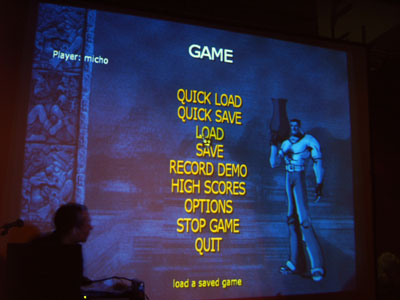 GAME
Player: micho
QUICK LOAD
QUICK SAVE
LOAD
SAVE
RECORD DEMO
HIGH SCORES
OPTIONS
STOP GAME
QUIT
load a saved game